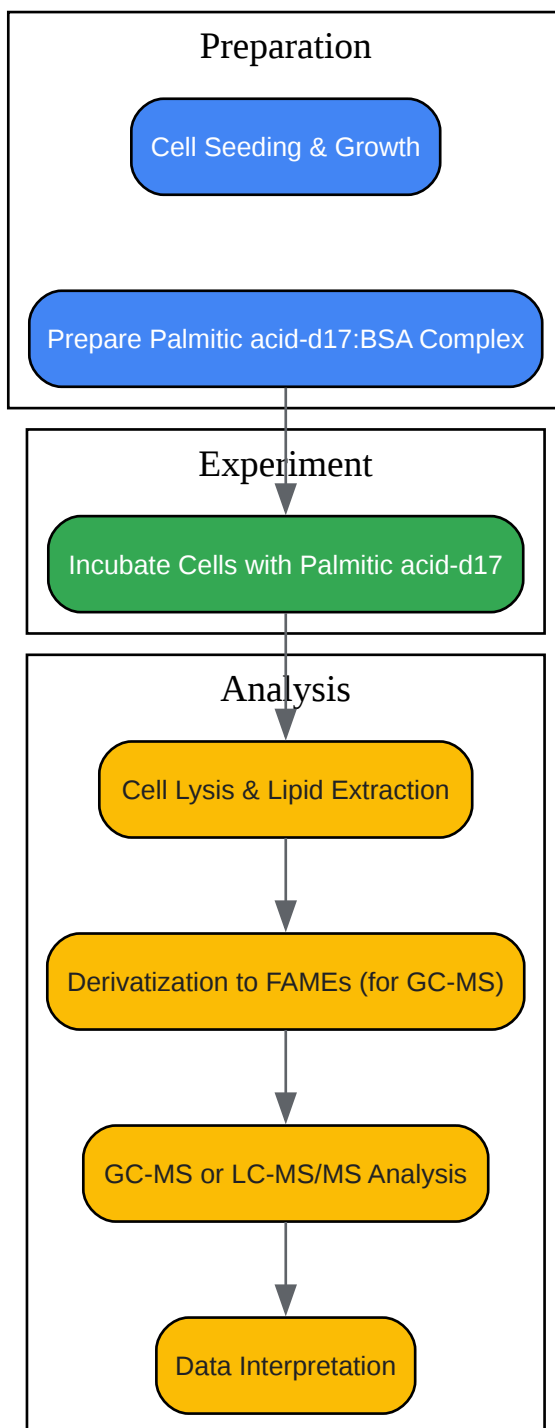 Preparation
Cell Seeding & Growth
Prepare Palmitic acid-d17:BSA Complex
Experiment
Incubate Cells with Palmitic acid-d17
Analysis
Cell Lysis & Lipid Extraction
Derivatization to FAMEs (for GC-MS)
GC-MS or LC-MS/MS Analysis
Data Interpretation